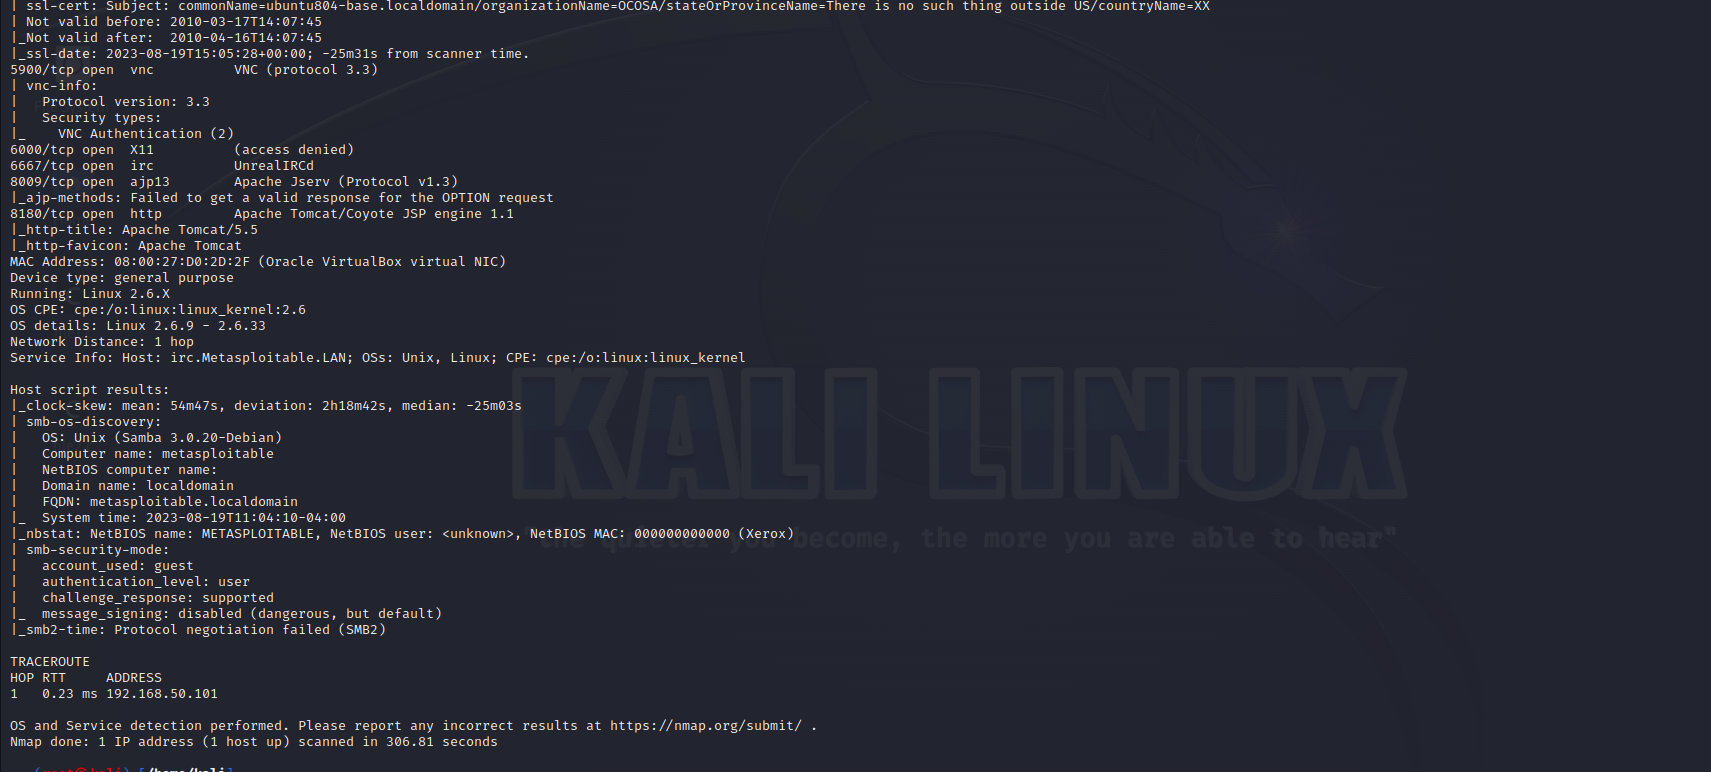 | ssl-cert: Subject: commonName=ubuntu804-base.localdomain/organizationName=OCOSA/stateOrProvinceName=There is no such thing outside US/countryName=XX
| Not valid before: 2010-03-17T14:07:45
|_Not valid after:  2010-04-16T14:07:45
|_ssl-date: 2023-08-19T15:05:28+00:00; -25m31s from scanner time.
5900/tcp open  vnc          VNC (protocol 3.3)
| vnc-info:
|   Protocol version: 3.3
|   Security types:
|_    VNC Authentication (2)
6000/tcp open  X11          (access denied)
6667/tcp open  irc          UnrealIRCd
8009/tcp open  ajp13        Apache Jserv (Protocol v1.3)
|_ajp-methods: Failed to get a valid response for the OPTION request
8180/tcp open  http         Apache Tomcat/Coyote JSP engine 1.1
|_http-title: Apache Tomcat/5.5
|_http-favicon: Apache Tomcat
MAC Address: 08:00:27:D0:2D:2F (Oracle VirtualBox virtual NIC)
Device type: general purpose
Running: Linux 2.6.X
OS CPE: cpe:/o:linux:linux_kernel:2.6
OS details: Linux 2.6.9 - 2.6.33
Network Distance: 1 hop
Service Info: Host: irc.Metasploitable.LAN; OSs: Unix, Linux; CPE: cpe:/o:linux:linux_kernel
KALI LINUX
Host script results:
|_clock-skew: mean: 54m47s, deviation: 2h18m42s, median: -25m03s
| smb-os-discovery:
|   OS: Unix (Samba 3.0.20-Debian)
|   Computer name: metasploitable
|   NetBIOS computer name:
|   Domain name: localdomain
|   FQDN: metasploitable.localdomain
|_  System time: 2023-08-19T11:04:10-04:00
|_nbstat: NetBIOS name: METASPLOITABLE, NetBIOS user: <unknown>, NetBIOS MAC: 000000000000 (Xerox)
"the quieter you become, the more you are able to hear"
| smb-security-mode:
|   account_used: guest
|   authentication_level: user
|   challenge_response: supported
|_  message_signing: disabled (dangerous, but default)
|_smb2-time: Protocol negotiation failed (SMB2)
TRACEROUTE
HOP RTT     ADDRESS
1   0.23 ms 192.168.50.101
OS and Service detection performed. Please report any incorrect results at https://nmap.org/submit/ .
Nmap done: 1 IP address (1 host up) scanned in 306.81 seconds